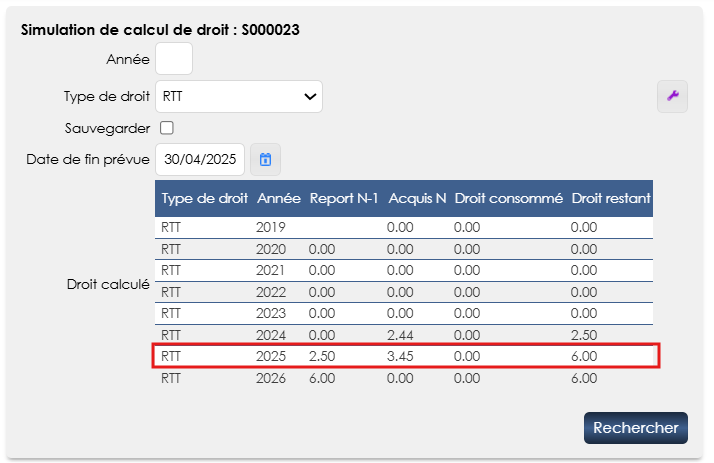 Simulation de calcul de droit : S000023
Année
Type de droit RTT
Sauvegarder
Date de fin prévue 30/04/2025
Type de droit Année Report N-1 Acquis N Droit consommé Droit restant
RTT 2019 0.00 0.00 0.00
RTT 2020 0.00 0.00 0.00 0.00
RTT 2021 0.00 0.00 0.00 0.00
Droit calculé
RTT 2022 0.00 0.00 0.00 0.00
RTT 2023 0.00 0.00 0.00 0.00
RTT 2024 0.00 2.44 0.00 2.50
RTT 2025 2.50 3.45 0.00 6.00
RTT 2026 6.00 0.00 0.00 6.00
Rechercher